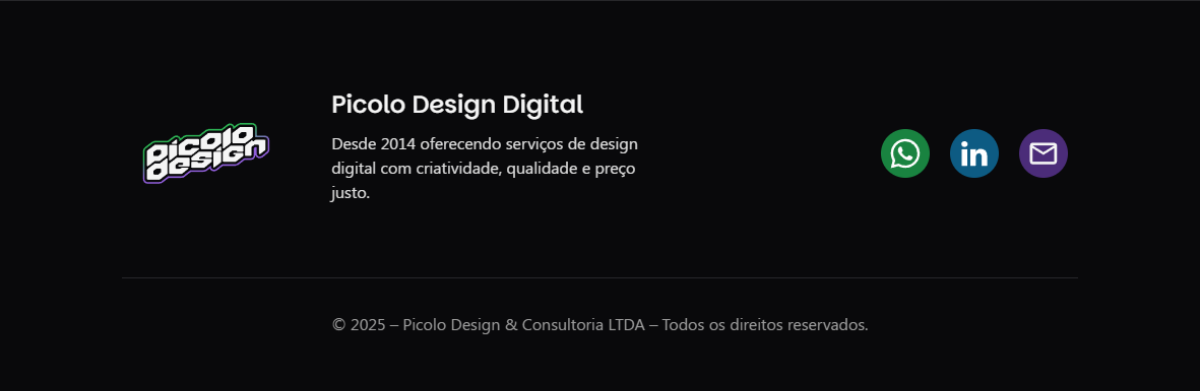 picolo
design
Picolo Design Digital
Desde 2014 oferecendo serviços de design
digital com criatividade, qualidade e preço
justo.
in
© 2025 – Picolo Design & Consultoria LTDA – Todos os direitos reservados.